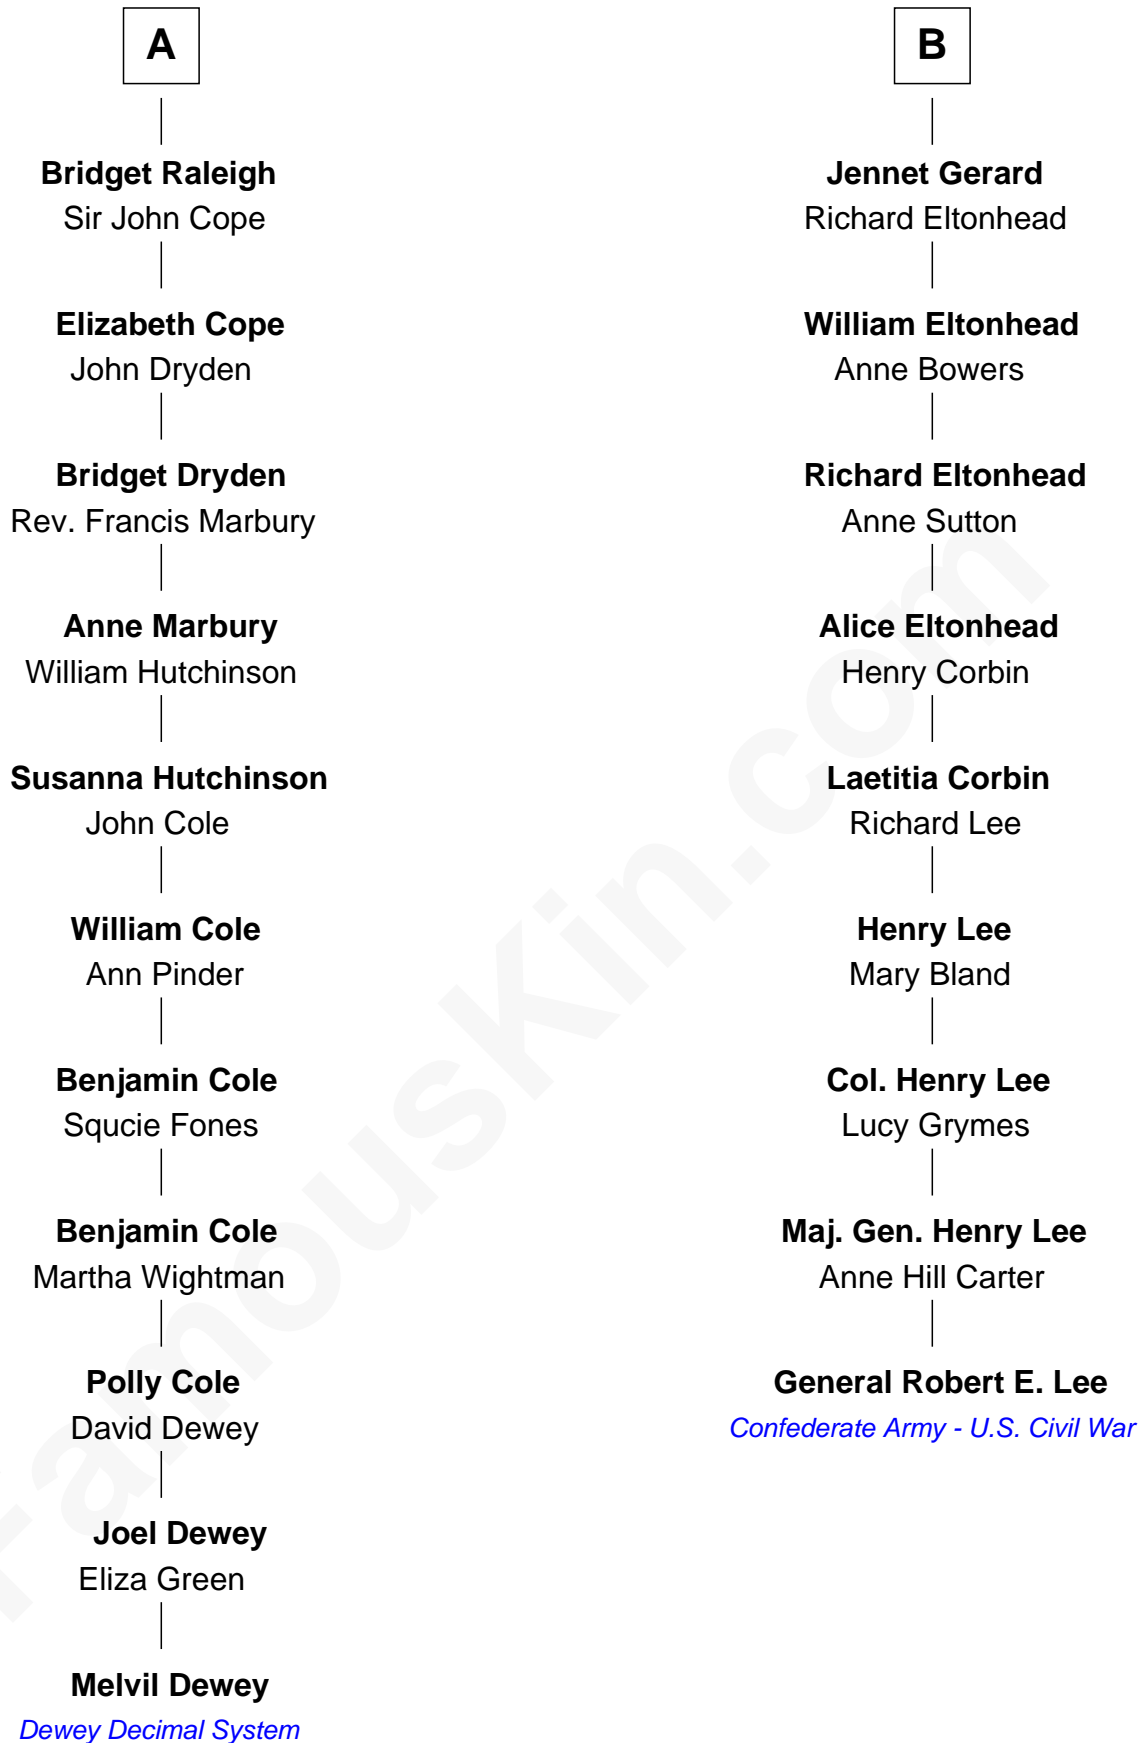 A
Bridget Raleigh
Sir John Cope
Elizabeth Cope
John Dryden
Bridget Dryden
Rev. Francis Marbury
Anne Marbury
William Hutchinson
Susanna Hutchinson
John Cole
William Cole
Ann Pinder
Benjamin Cole
Squcie Fones
Benjamin Cole
Martha Wightman
Polly Cole
David Dewey
Joel Dewey
Eliza Green
Melvil Dewey
Dewey Decimal System
B
Jennet Gerard
Richard Eltonhead
William Eltonhead
Anne Bowers
Richard Eltonhead
Anne Sutton
Alice Eltonhead
Henry Corbin
Laetitia Corbin
Richard Lee
Henry Lee
Mary Bland
Col. Henry Lee
Lucy Grymes
Maj. Gen. Henry Lee
Anne Hill Carter
General Robert E. Lee
Confederate Army - U.S. Civil War
FamousKin.com